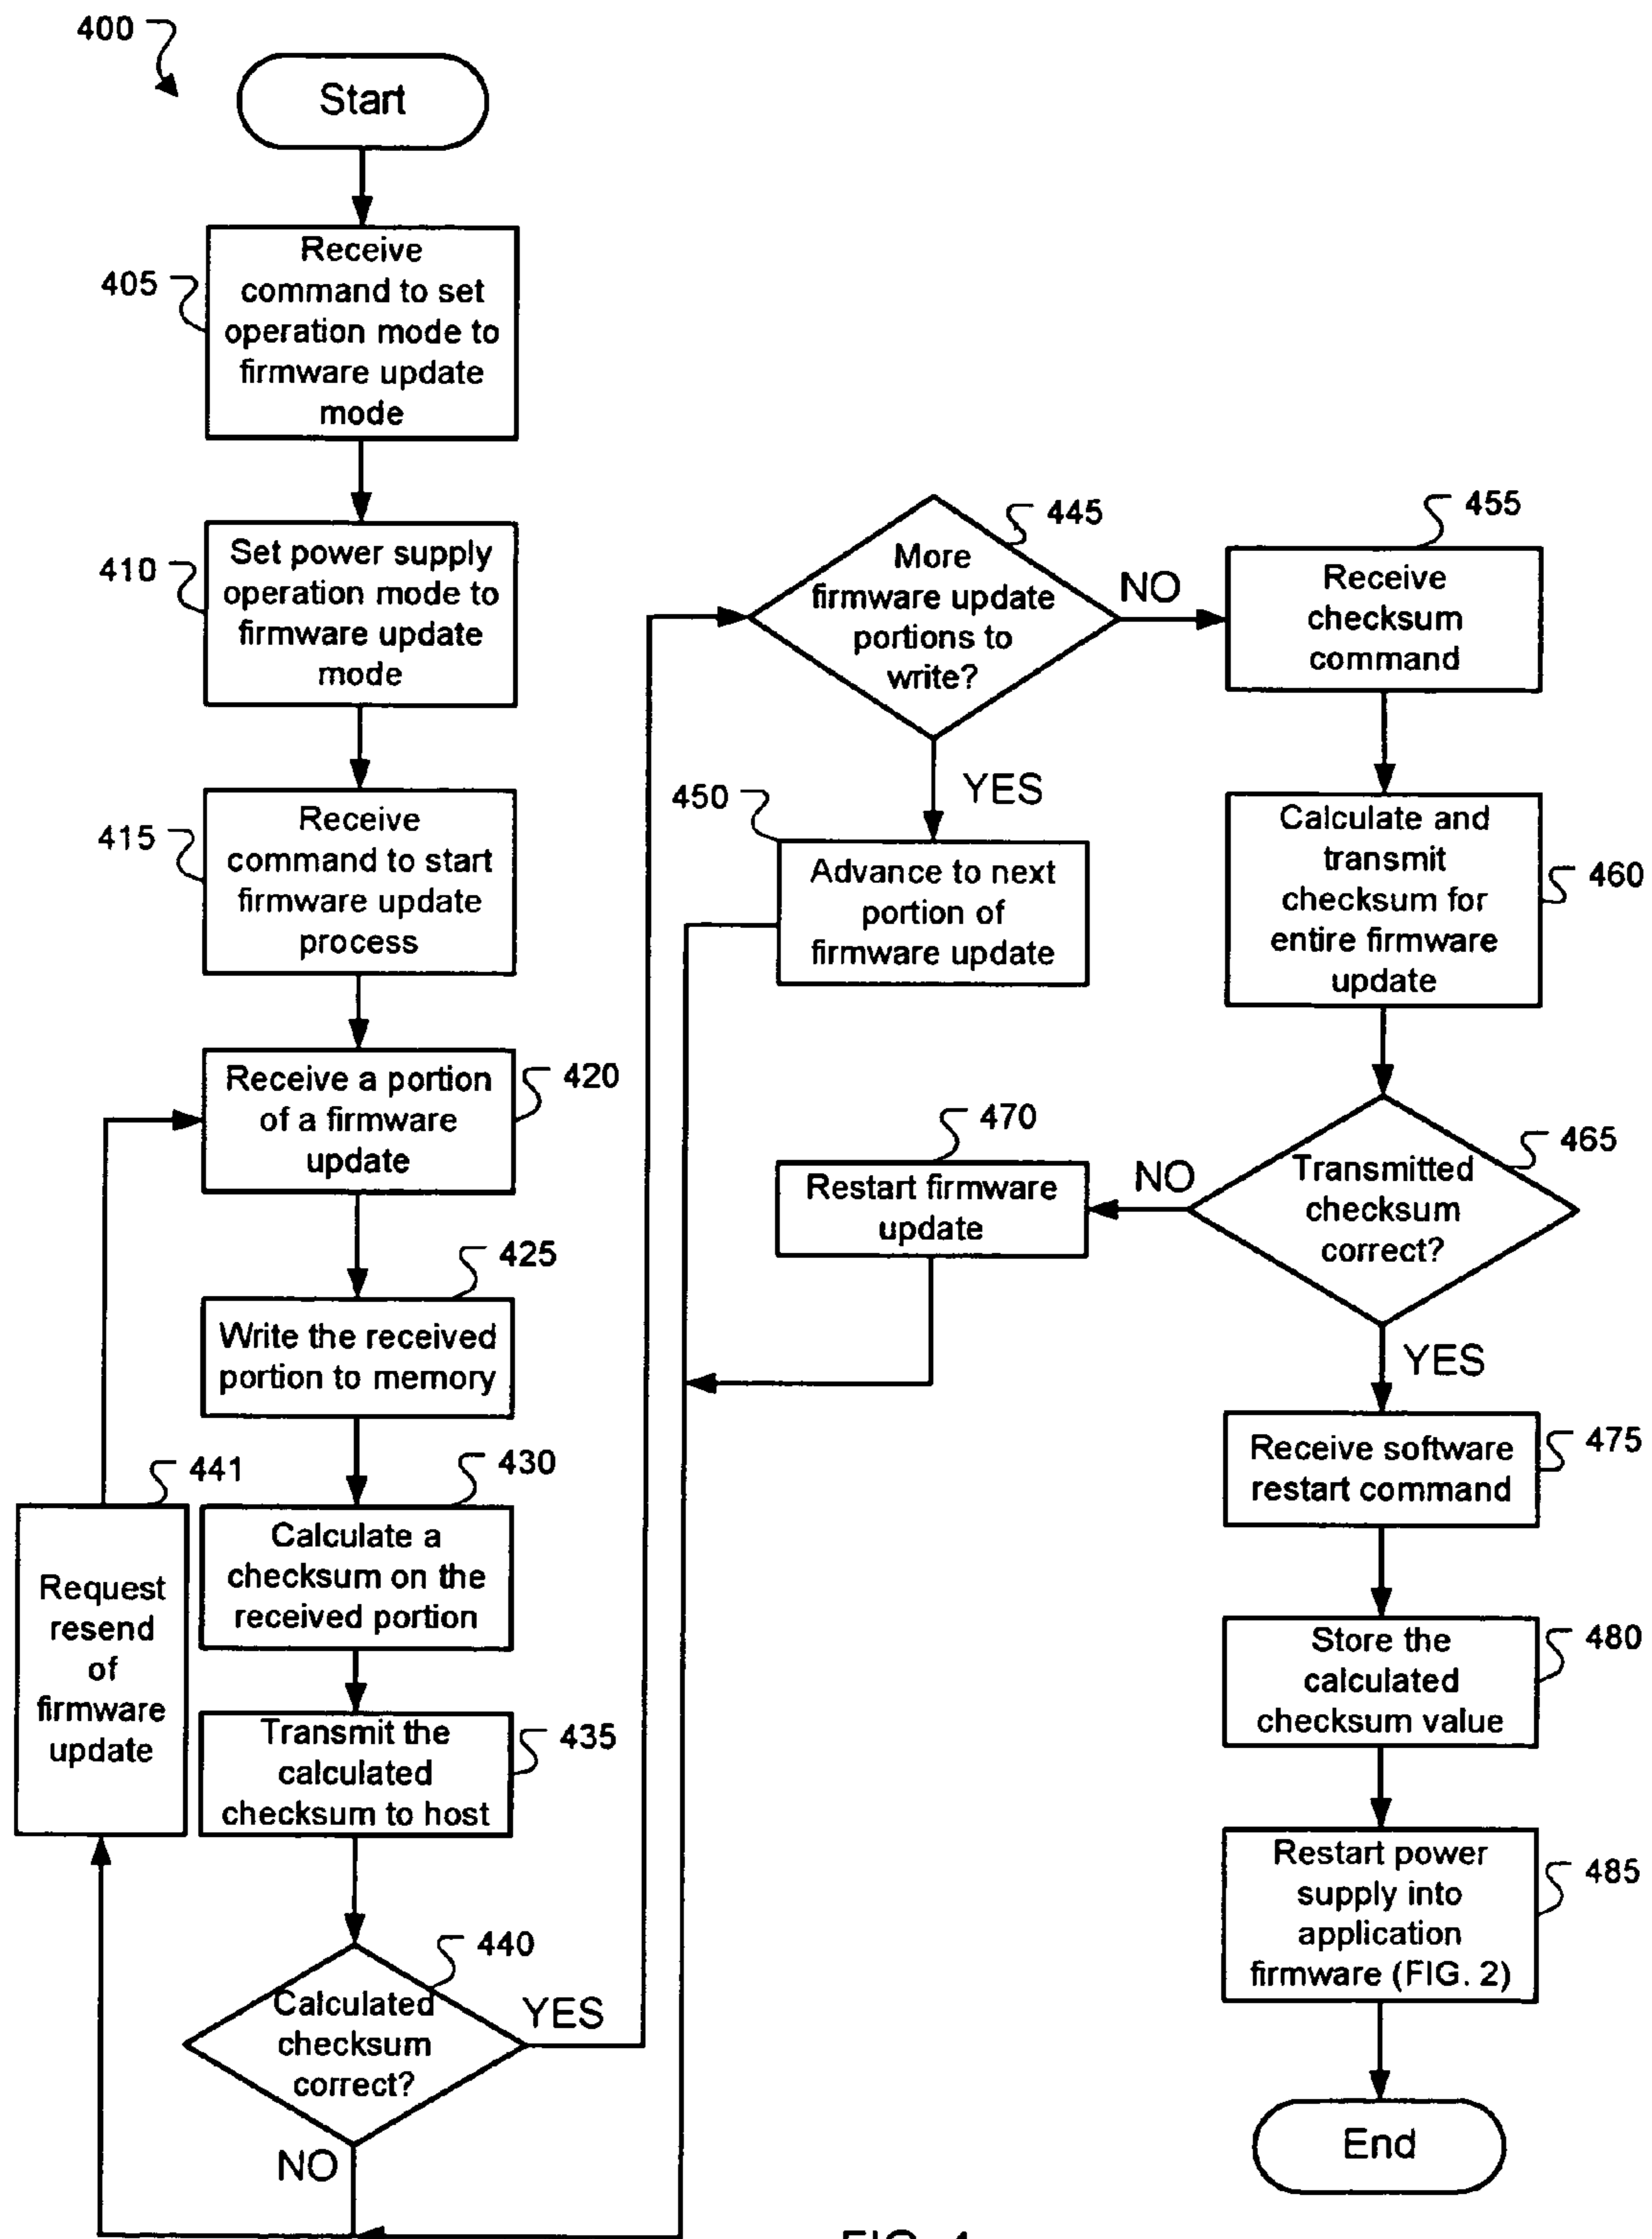 400
Start
405
Receive
command to set
operation mode to
firmware update
mode
410
Set power supply
operation mode to
firmware update
mode
415
Receive
command to start
firmware update
process
420
Receive a portion
of a firmware
update
425
Write the received
portion to memory
430
Calculate a
checksum on the
received portion
435
Transmit the
calculated
checksum to host
440
Calculated
checksum
correct?
YES
NO
441
Request
resend
of
firmware
update
445
More
firmware update
portions to
write?
NO
YES
450
Advance to next
portion of
firmware update
455
Receive
checksum
command
460
Calculate and
transmit
checksum for
entire firmware
update
465
Transmitted
checksum
correct?
NO
YES
470
Restart firmware
update
475
Receive software
restart command
480
Store the
calculated
checksum value
485
Restart power
supply into
application
firmware (FIG. 2)
End
FIG. 4